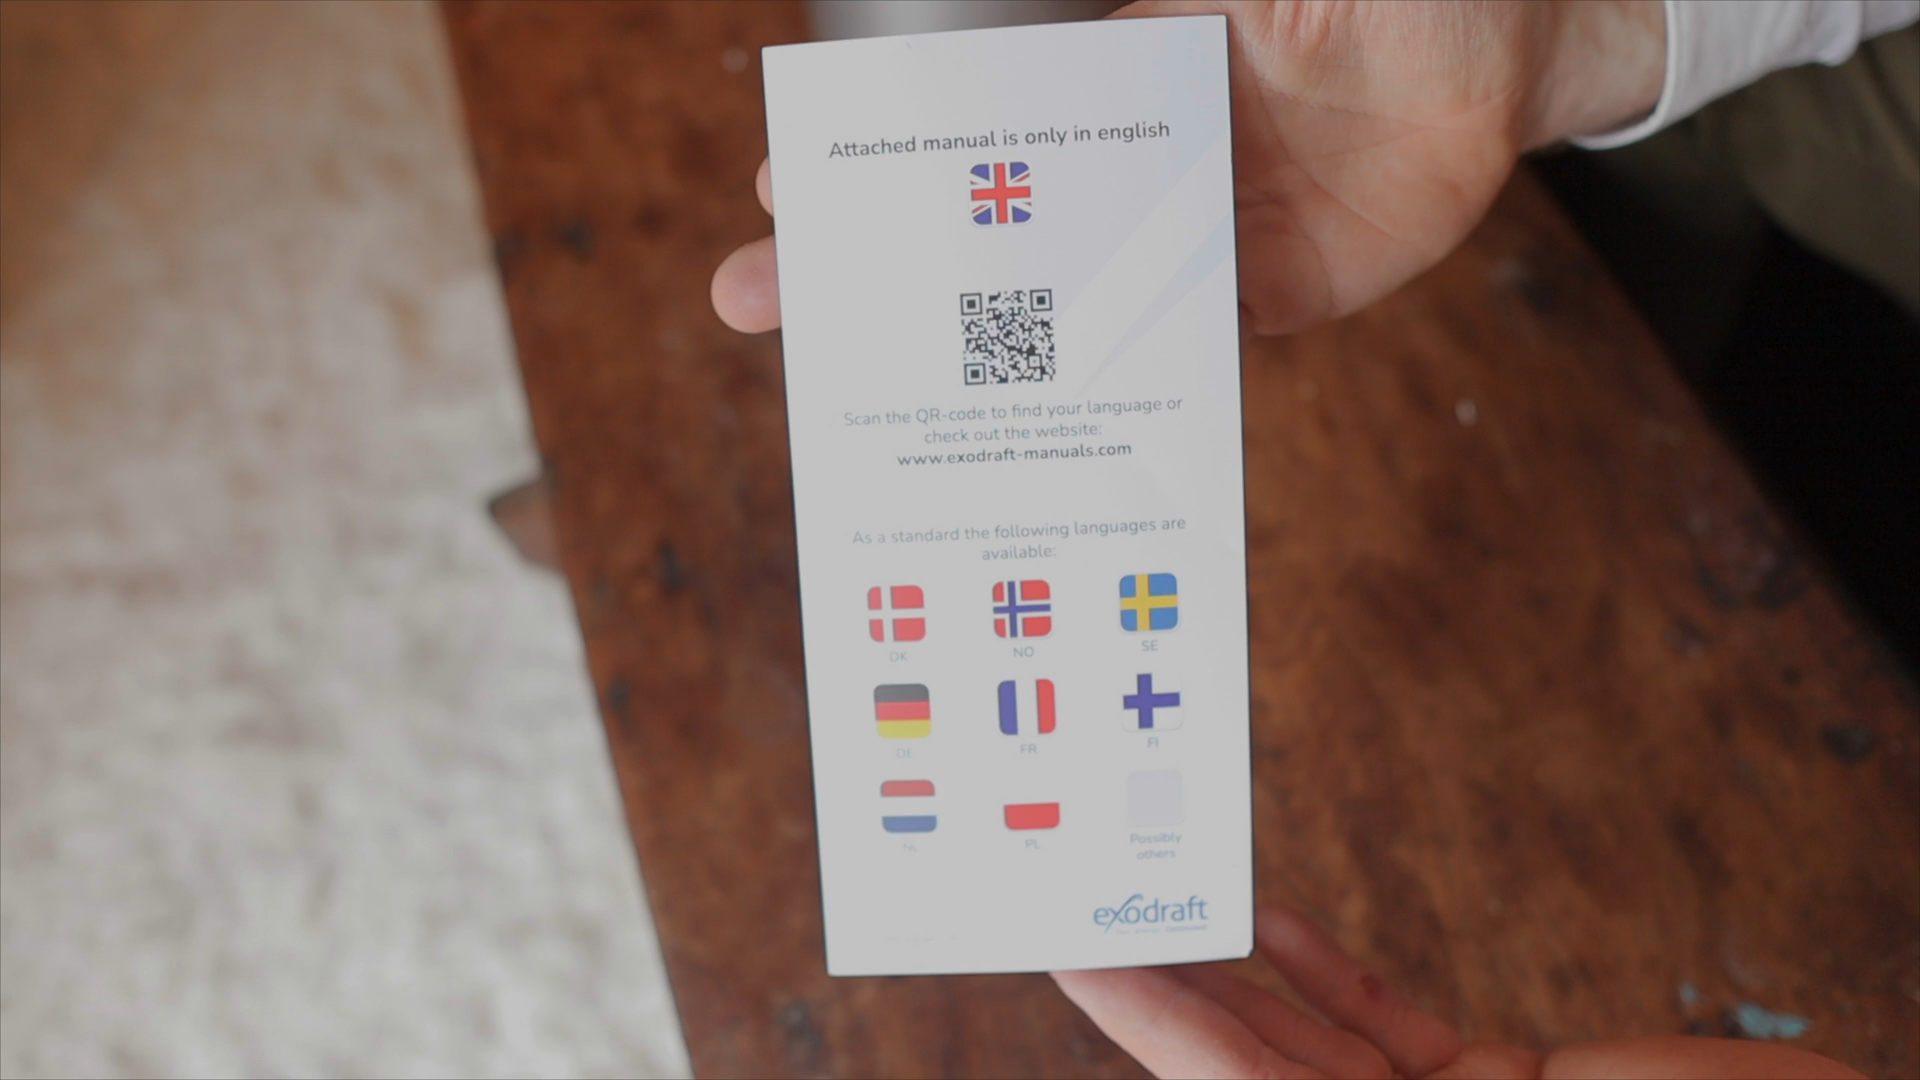 Attached manual is only in english
Scan the QR-code to find your language or
check out the website:
www.exodraft-manuals.com
As a standard the following languages are
available:
DK NO SE
DE FR FI
NL PL Possibly
others
exodraft